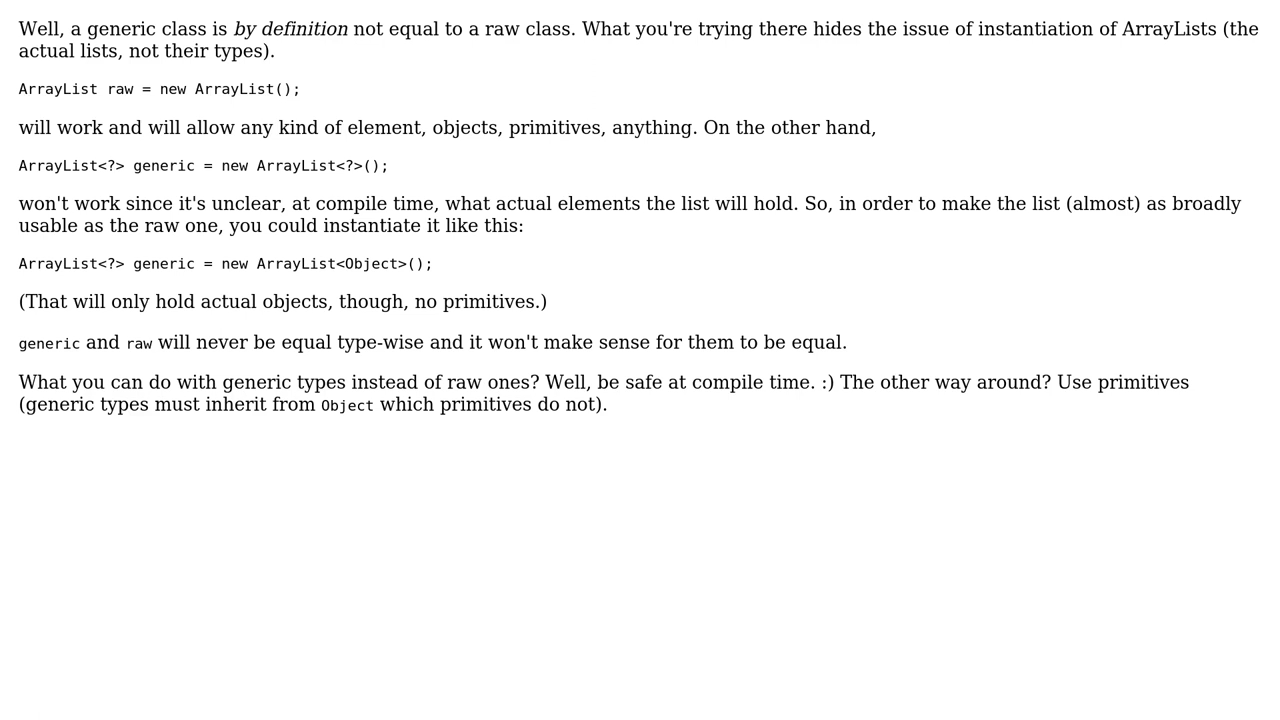 Well, a generic class is by definition not equal to a raw class. What you're trying there hides the issue of instantiation of ArrayLists (the
actual lists, not their types).
ArrayList raw = new ArrayList();
will work and will allow any kind of element, objects, primitives, anything. On the other hand,
ArrayList<?> generic = new ArrayList<?>();
won't work since it's unclear, at compile time, what actual elements the list will hold. So, in order to make the list (almost) as broadly
usable as the raw one, you could instantiate it like this:
ArrayList<?> generic = new ArrayList<Object>();
(That will only hold actual objects, though, no primitives.)
generic and raw will never be equal type-wise and it won't make sense for them to be equal.
What you can do with generic types instead of raw ones? Well, be safe at compile time. :) The other way around? Use primitives
(generic types must inherit from Object which primitives do not).